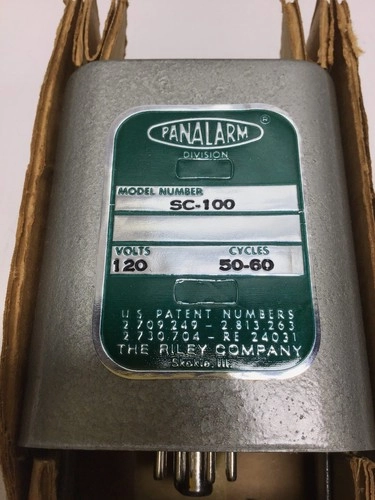 PANALARM
®
DIVISION
MODEL NUMBER
SC-100
VOLTS CYCLES
120 50-60
U S PATENT NUMBERS
2 709.249 - 2.813.263
2 730.704 - RE 24031
THE RILEY COMPANY
Skokie, Ill.